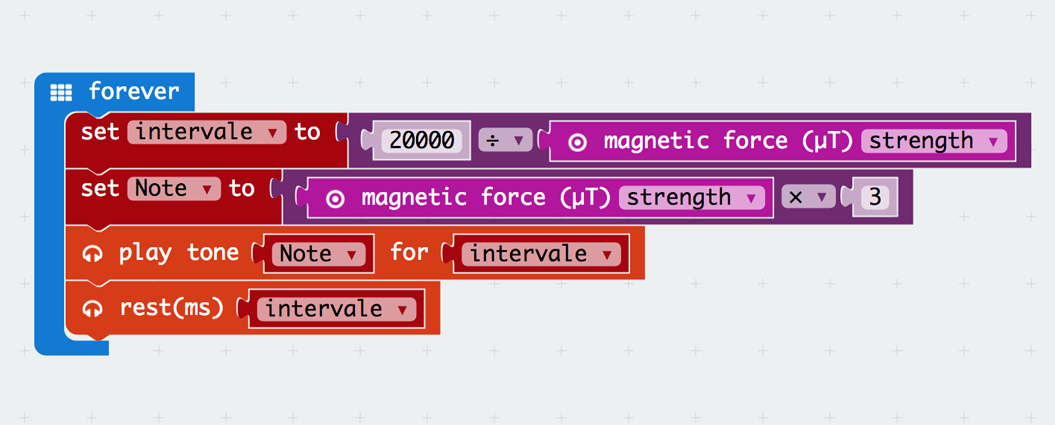 forever
set intervale to 20000 ÷ magnetic force (µT) strength
set Note to magnetic force (µT) strength × 3
play tone Note for intervale
rest(ms) intervale